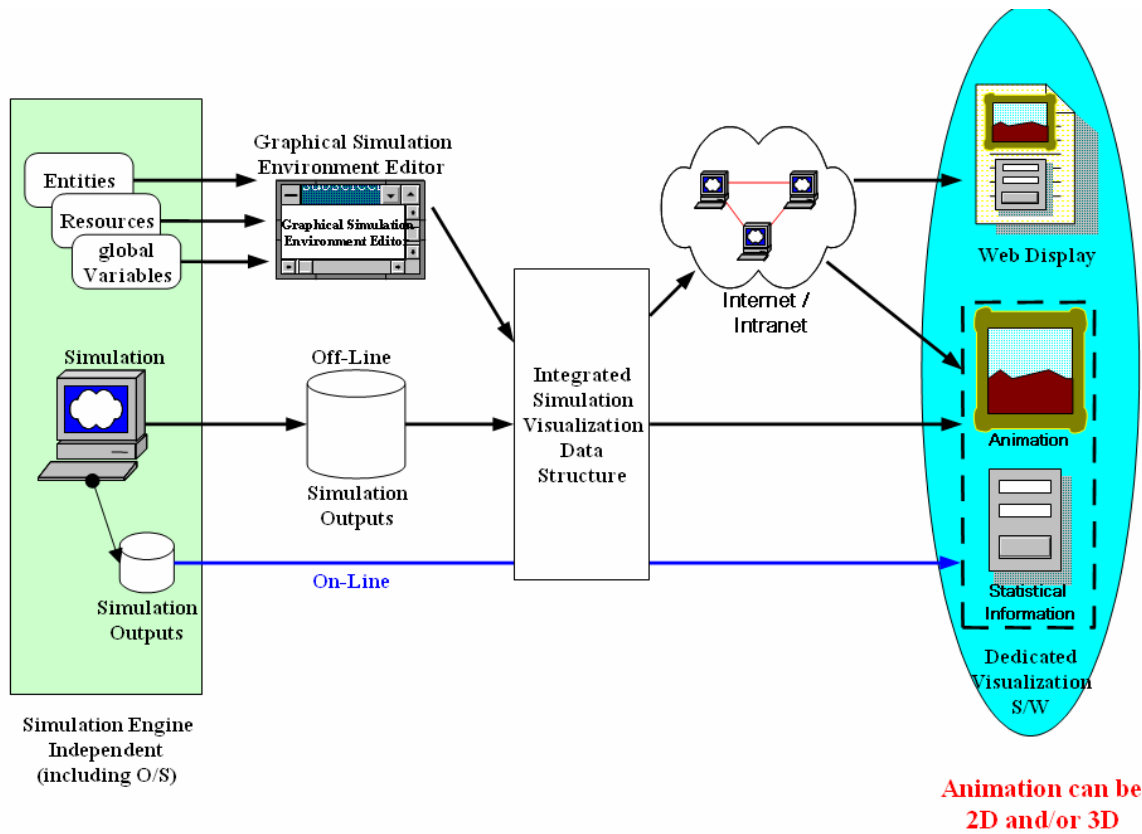 Graphical Simulation
Environment Editor
Entities
Resources
global
Variables
Graphical Simulation
Environment Editor
Internet /
Intranet
Web Display
Simulation
Off-Line
Simulation
Outputs
Integrated
Simulation
Visualization
Data
Structure
Animation
On-Line
Simulation
Outputs
Statistical
Information
Dedicated
Visualization
S/W
Simulation Engine
Independent
(including O/S)
Animation can be
2D and/or 3D